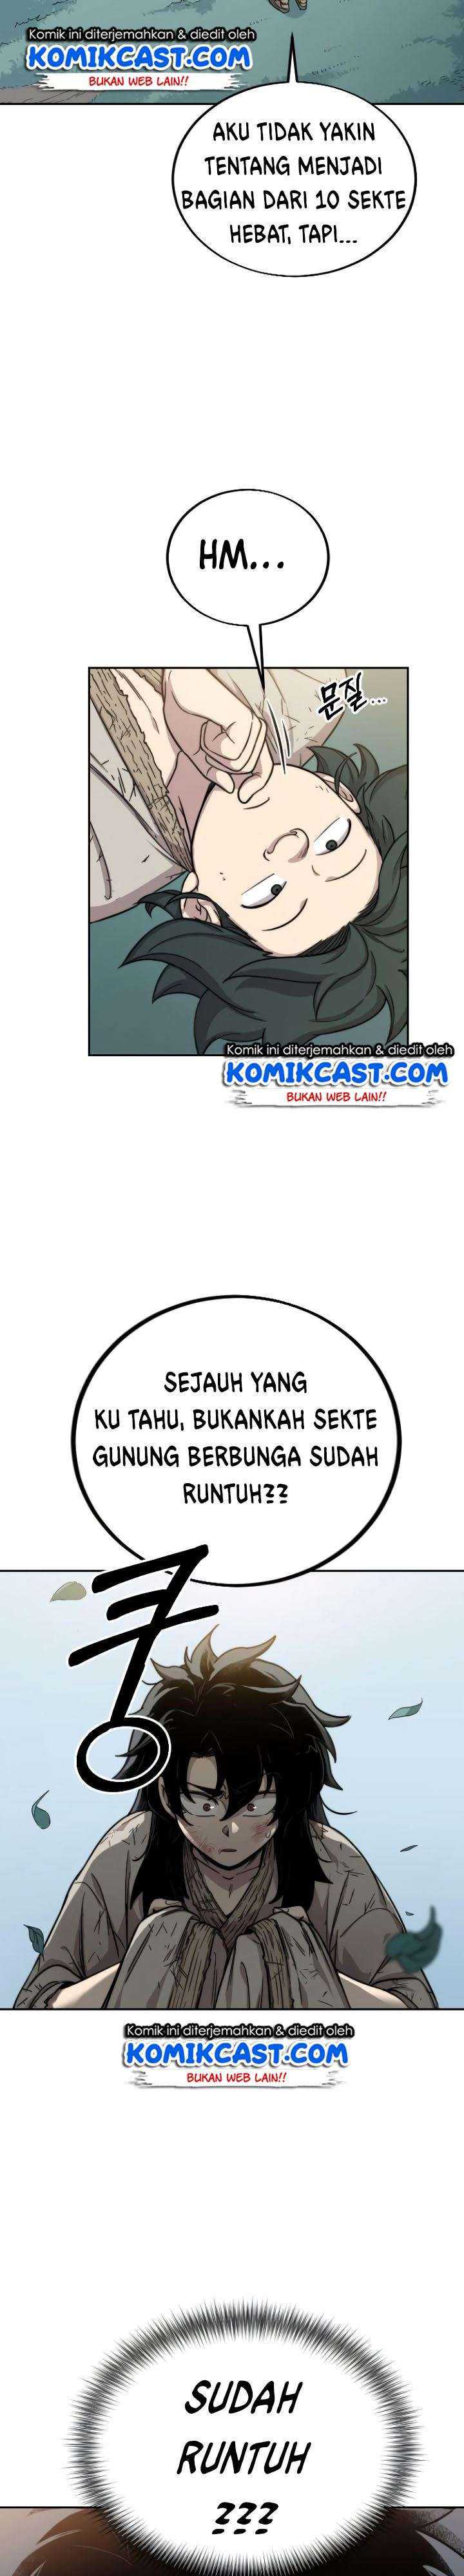 Komik ini diterjemahkan & diedit oleh
KOMIKCAST.COM
BUKAN WEB LAIN!!
AKU TIDAK YAKIN
TENTANG MENJADI
BAGIAN DARI 10 SEKTE
HEBAT, TAPI...
HM...
문질...
Komik ini diterjemahkan & diedit oleh
KOMIKCAST.COM
BUKAN WEB LAIN!!
SEJAUH YANG
KU TAHU, BUKANKAH SEKTE
GUNUNG BERBUNGA SUDAH
RUNTUH??
쿵
Komik ini diterjemahkan & diedit oleh
KOMIKCAST.COM
BUKAN WEB LAIN!!
SUDAH
RUNTUH
???